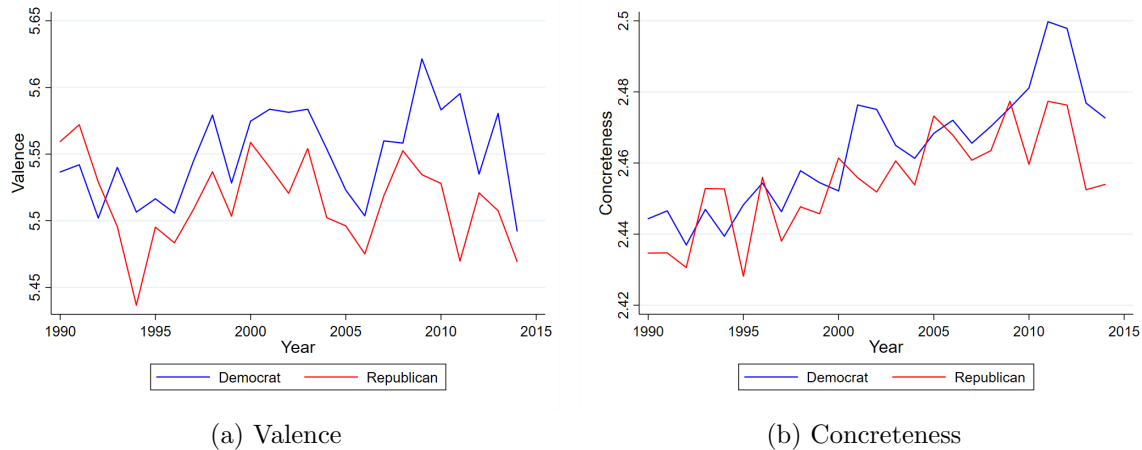 5.65
5.6
5.55
5.5
5.45
Valence
1990 1995 2000 2005 2010 2015
Year
Democrat Republican
(a) Valence
2.5
2.48
2.46
2.44
2.42
Concreteness
1990 1995 2000 2005 2010 2015
Year
Democrat Republican
(b) Concreteness